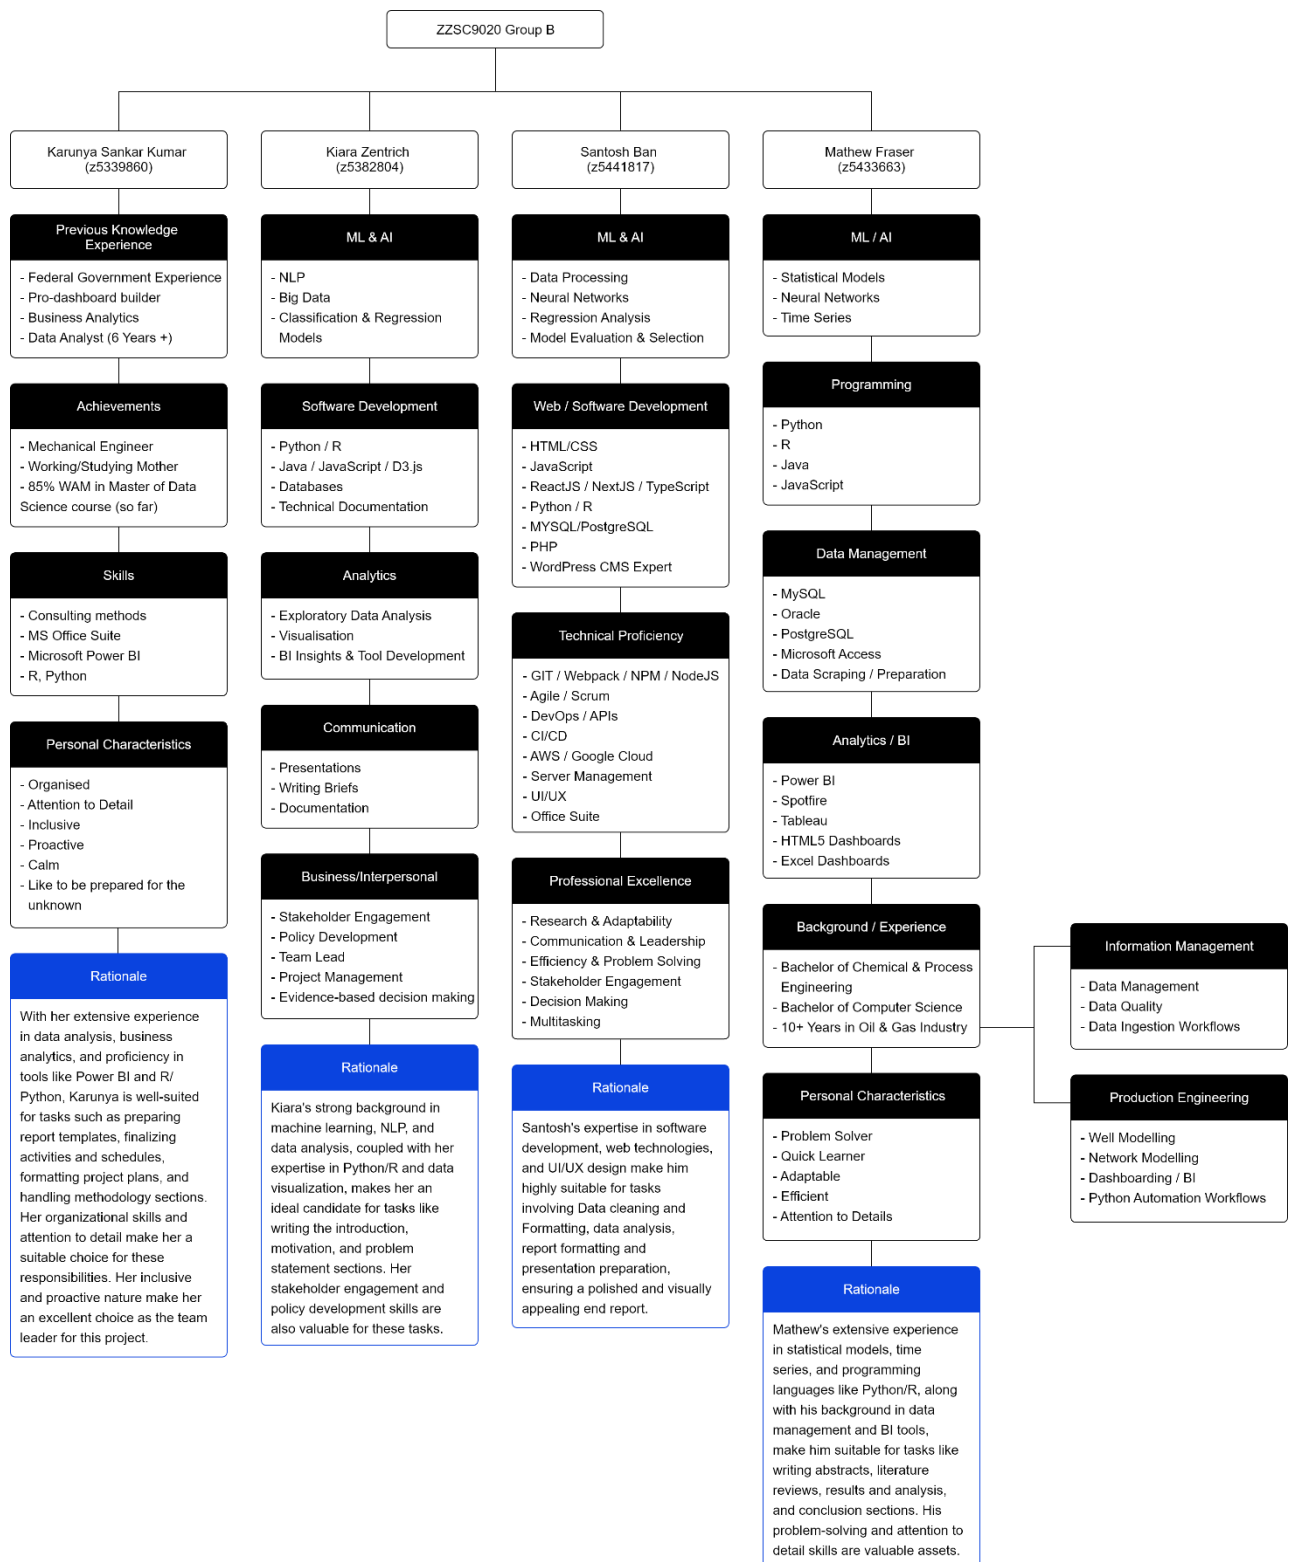 ZZSC9020 Group B
Karunya Sankar Kumar
(z5339860)
Previous Knowledge
Experience
- Federal Government Experience
- Pro-dashboard builder
- Business Analytics
- Data Analyst (6 Years +)
Achievements
- Mechanical Engineer
- Working/Studying Mother
- 85% WAM in Master of Data
Science course (so far)
Skills
- Consulting methods
- MS Office Suite
- Microsoft Power BI
- R, Python
Personal Characteristics
- Organised
- Attention to Detail
- Inclusive
- Proactive
- Calm
- Like to be prepared for the
unknown
Rationale
With her extensive experience
in data analysis, business
analytics, and proficiency in
tools like Power BI and R/
Python, Karunya is well-suited
for tasks such as preparing
report templates, finalizing
activities and schedules,
formatting project plans, and
handling methodology sections.
Her organizational skills and
attention to detail make her a
suitable choice for these
responsibilities. Her inclusive
and proactive nature make her
an excellent choice as the team
leader for this project.
Kiara Zentrich
(z5382804)
ML & AI
- NLP
- Big Data
- Classification & Regression
Models
Software Development
- Python / R
- Java / JavaScript / D3.js
- Databases
- Technical Documentation
Analytics
- Exploratory Data Analysis
- Visualisation
- BI Insights & Tool Development
Communication
- Presentations
- Writing Briefs
- Documentation
Business/Interpersonal
- Stakeholder Engagement
- Policy Development
- Team Lead
- Project Management
- Evidence-based decision making
Rationale
Kiara's strong background in
machine learning, NLP, and
data analysis, coupled with her
expertise in Python/R and data
visualization, makes her an
ideal candidate for tasks like
writing the introduction,
motivation, and problem
statement sections. Her
stakeholder engagement and
policy development skills are
also valuable for these tasks.
Santosh Ban
(z5441817)
ML & AI
- Data Processing
- Neural Networks
- Regression Analysis
- Model Evaluation & Selection
Web / Software Development
- HTML/CSS
- JavaScript
- ReactJS / NextJS / TypeScript
- Python / R
- MYSQL/PostgreSQL
- PHP
- WordPress CMS Expert
Technical Proficiency
- GIT / Webpack / NPM / NodeJS
- Agile / Scrum
- DevOps / APIs
- CI/CD
- AWS / Google Cloud
- Server Management
- UI/UX
- Office Suite
Professional Excellence
- Research & Adaptability
- Communication & Leadership
- Efficiency & Problem Solving
- Stakeholder Engagement
- Decision Making
- Multitasking
Rationale
Santosh's expertise in software
development, web technologies,
and UI/UX design make him
highly suitable for tasks
involving Data cleaning and
Formatting, data analysis,
report formatting and
presentation preparation,
ensuring a polished and visually
appealing end report.
Mathew Fraser
(z5433663)
ML / AI
- Statistical Models
- Neural Networks
- Time Series
Programming
- Python
- R
- Java
- JavaScript
Data Management
- MySQL
- Oracle
- PostgreSQL
- Microsoft Access
- Data Scraping / Preparation
Analytics / BI
- Power BI
- Spotfire
- Tableau
- HTML5 Dashboards
- Excel Dashboards
Background / Experience
- Bachelor of Chemical & Process
Engineering
- Bachelor of Computer Science
- 10+ Years in Oil & Gas Industry
Personal Characteristics
- Problem Solver
- Quick Learner
- Adaptable
- Efficient
- Attention to Details
Rationale
Mathew's extensive experience
in statistical models, time
series, and programming
languages like Python/R, along
with his background in data
management and BI tools,
make him suitable for tasks like
writing abstracts, literature
reviews, results and analysis,
and conclusion sections. His
problem-solving and attention to
detail skills are valuable assets.
Information Management
- Data Management
- Data Quality
- Data Ingestion Workflows
Production Engineering
- Well Modelling
- Network Modelling
- Dashboarding / BI
- Python Automation Workflows